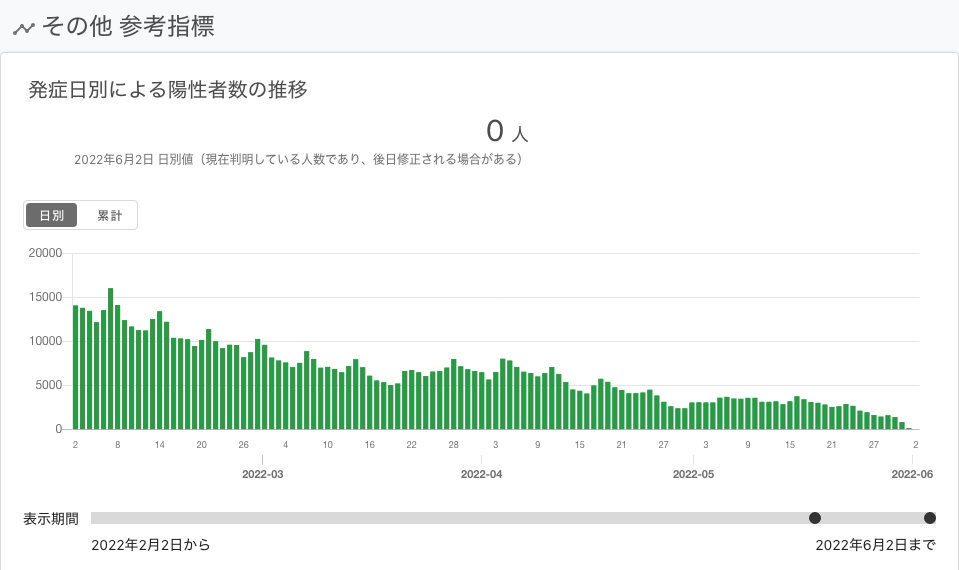 その他 参考指標
発症日別による陽性者数の推移
0 人
2022年6月2日 日別値（現在判明している人数であり、後日修正される場合がある）
日別 累計
20000
15000
10000
5000
0
2 8 14 20 26 4 10 16 22 28 3 9 15 21 27 3 9 15 21 27 2
2022-03 2022-04 2022-05 2022-06
表示期間
2022年2月2日から 2022年6月2日まで